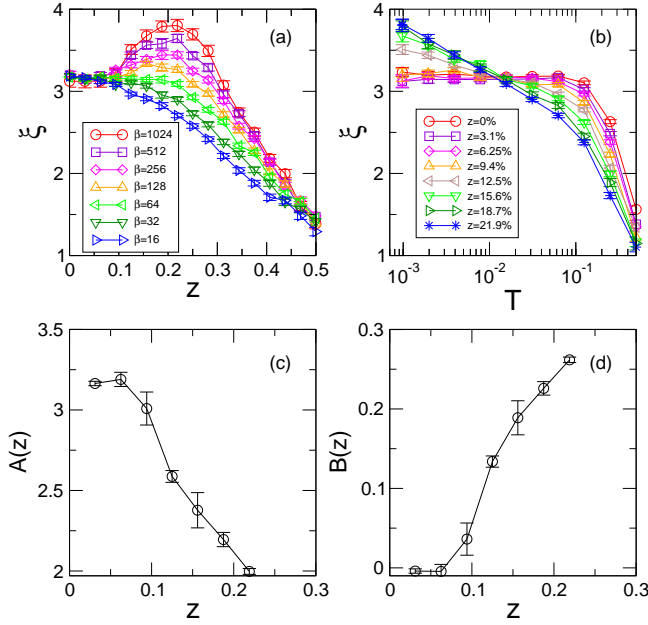 4
3
2
1
ξ
(a)
β=1024
β=512
β=256
β=128
β=64
β=32
β=16
0
0.1
0.2
0.3
0.4
0.5
z
4
3
2
1
ξ
(b)
z=0%
z=3.1%
z=6.25%
z=9.4%
z=12.5%
z=15.6%
z=18.7%
z=21.9%
10⁻³
10⁻²
10⁻¹
T
3.5
3
2.5
2
A(z)
(c)
0
0.1
0.2
0.3
z
0.3
0.2
0.1
0
B(z)
(d)
0
0.1
0.2
0.3
z